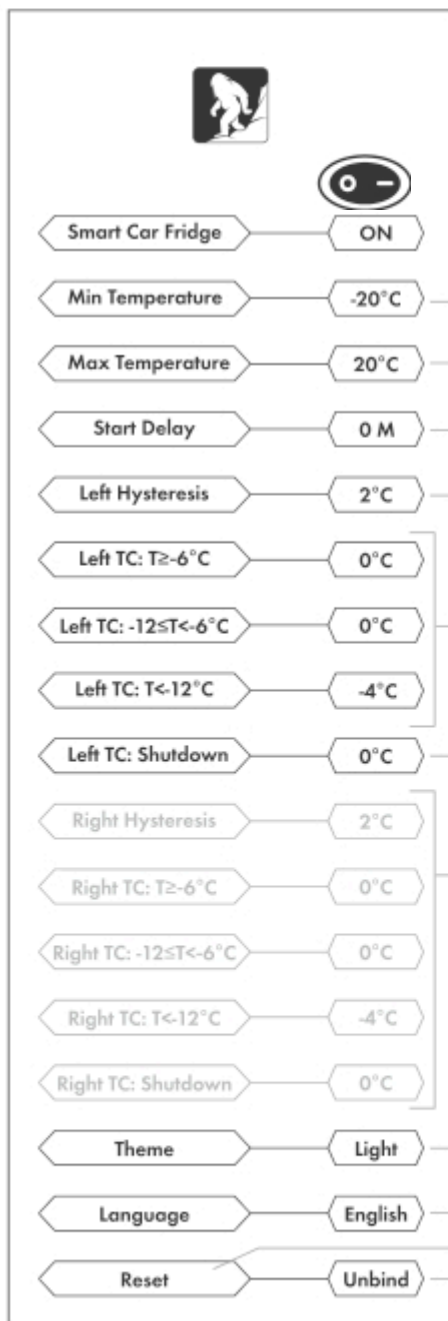 Smart Car Fridge ON
Min Temperature -20°C
Max Temperature 20°C
Start Delay 0 M
Left Hysteresis 2°C
Left TC: T≥-6°C 0°C
Left TC: -12≤T<-6°C 0°C
Left TC: T<-12°C -4°C
Left TC: Shutdown 0°C
Right Hysteresis 2°C
Right TC: T≥-6°C 0°C
Right TC: -12≤T<-6°C 0°C
Right TC: T<-12°C -4°C
Right TC: Shutdown 0°C
Theme Light
Language English
Reset Unbind